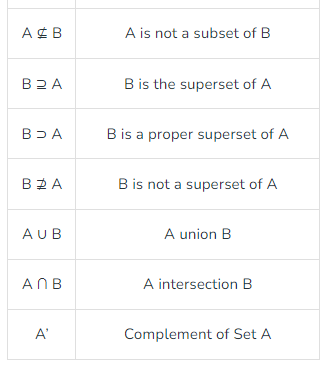 A ⊈ B A is not a subset of B
B ⊇ A B is the superset of A
B ⊃ A B is a proper superset of A
B ⊉ A B is not a superset of A
A ∪ B A union B
A ∩ B A intersection B
A’ Complement of Set A